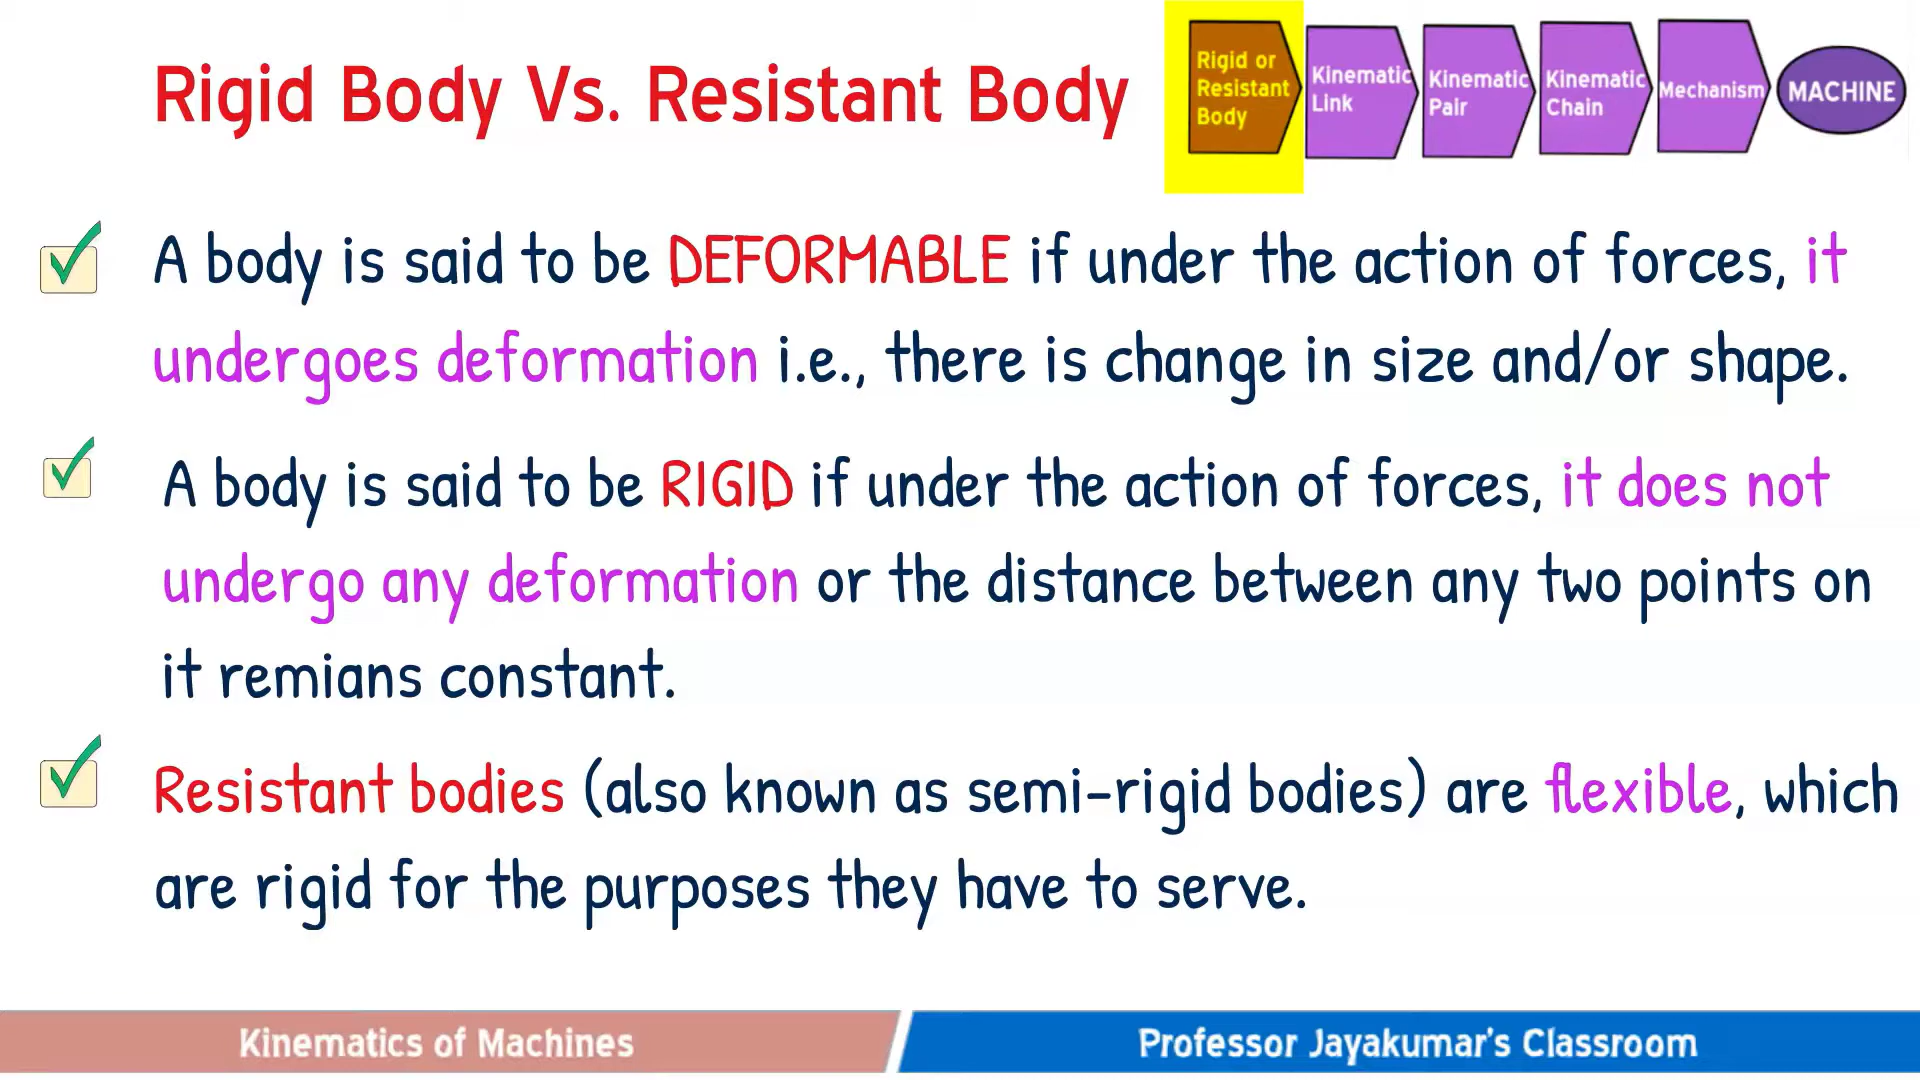 Rigid Body Vs. Resistant Body
Rigid or
Resistant
Body
Kinematic
Link
Kinematic
Pair
Kinematic
Chain
Mechanism
MACHINE
A body is said to be DEFORMABLE if under the action of forces, it
undergoes deformation i.e., there is change in size and/or shape.
A body is said to be RIGID if under the action of forces, it does not
undergo any deformation or the distance between any two points on
it remians constant.
Resistant bodies (also known as semi-rigid bodies) are flexible, which
are rigid for the purposes they have to serve.
Kinematics of Machines
Professor Jayakumar's Classroom